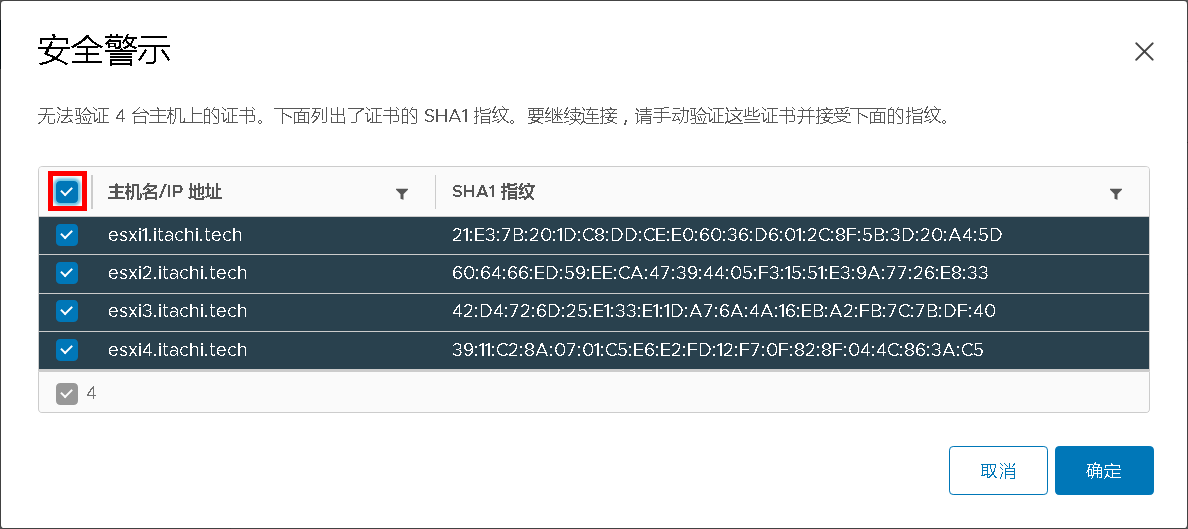 安全警示
无法验证 4 台主机上的证书。下面列出了证书的 SHA1 指纹。要继续连接，请手动验证这些证书并接受下面的指纹。
主机名/IP 地址 SHA1 指纹
esxi1.itachi.tech 21:E3:7B:20:1D:C8:DD:CE:E0:60:36:D6:01:2C:8F:5B:3D:20:A4:5D
esxi2.itachi.tech 60:64:66:ED:59:EE:CA:47:39:44:05:F3:15:51:E3:9A:77:26:E8:33
esxi3.itachi.tech 42:D4:72:6D:25:E1:33:E1:1D:A7:6A:4A:16:EB:A2:FB:7C:7B:DF:40
esxi4.itachi.tech 39:11:C2:8A:07:01:C5:E6:E2:FD:12:F7:0F:82:8F:04:4C:86:3A:C5
4
取消 确定